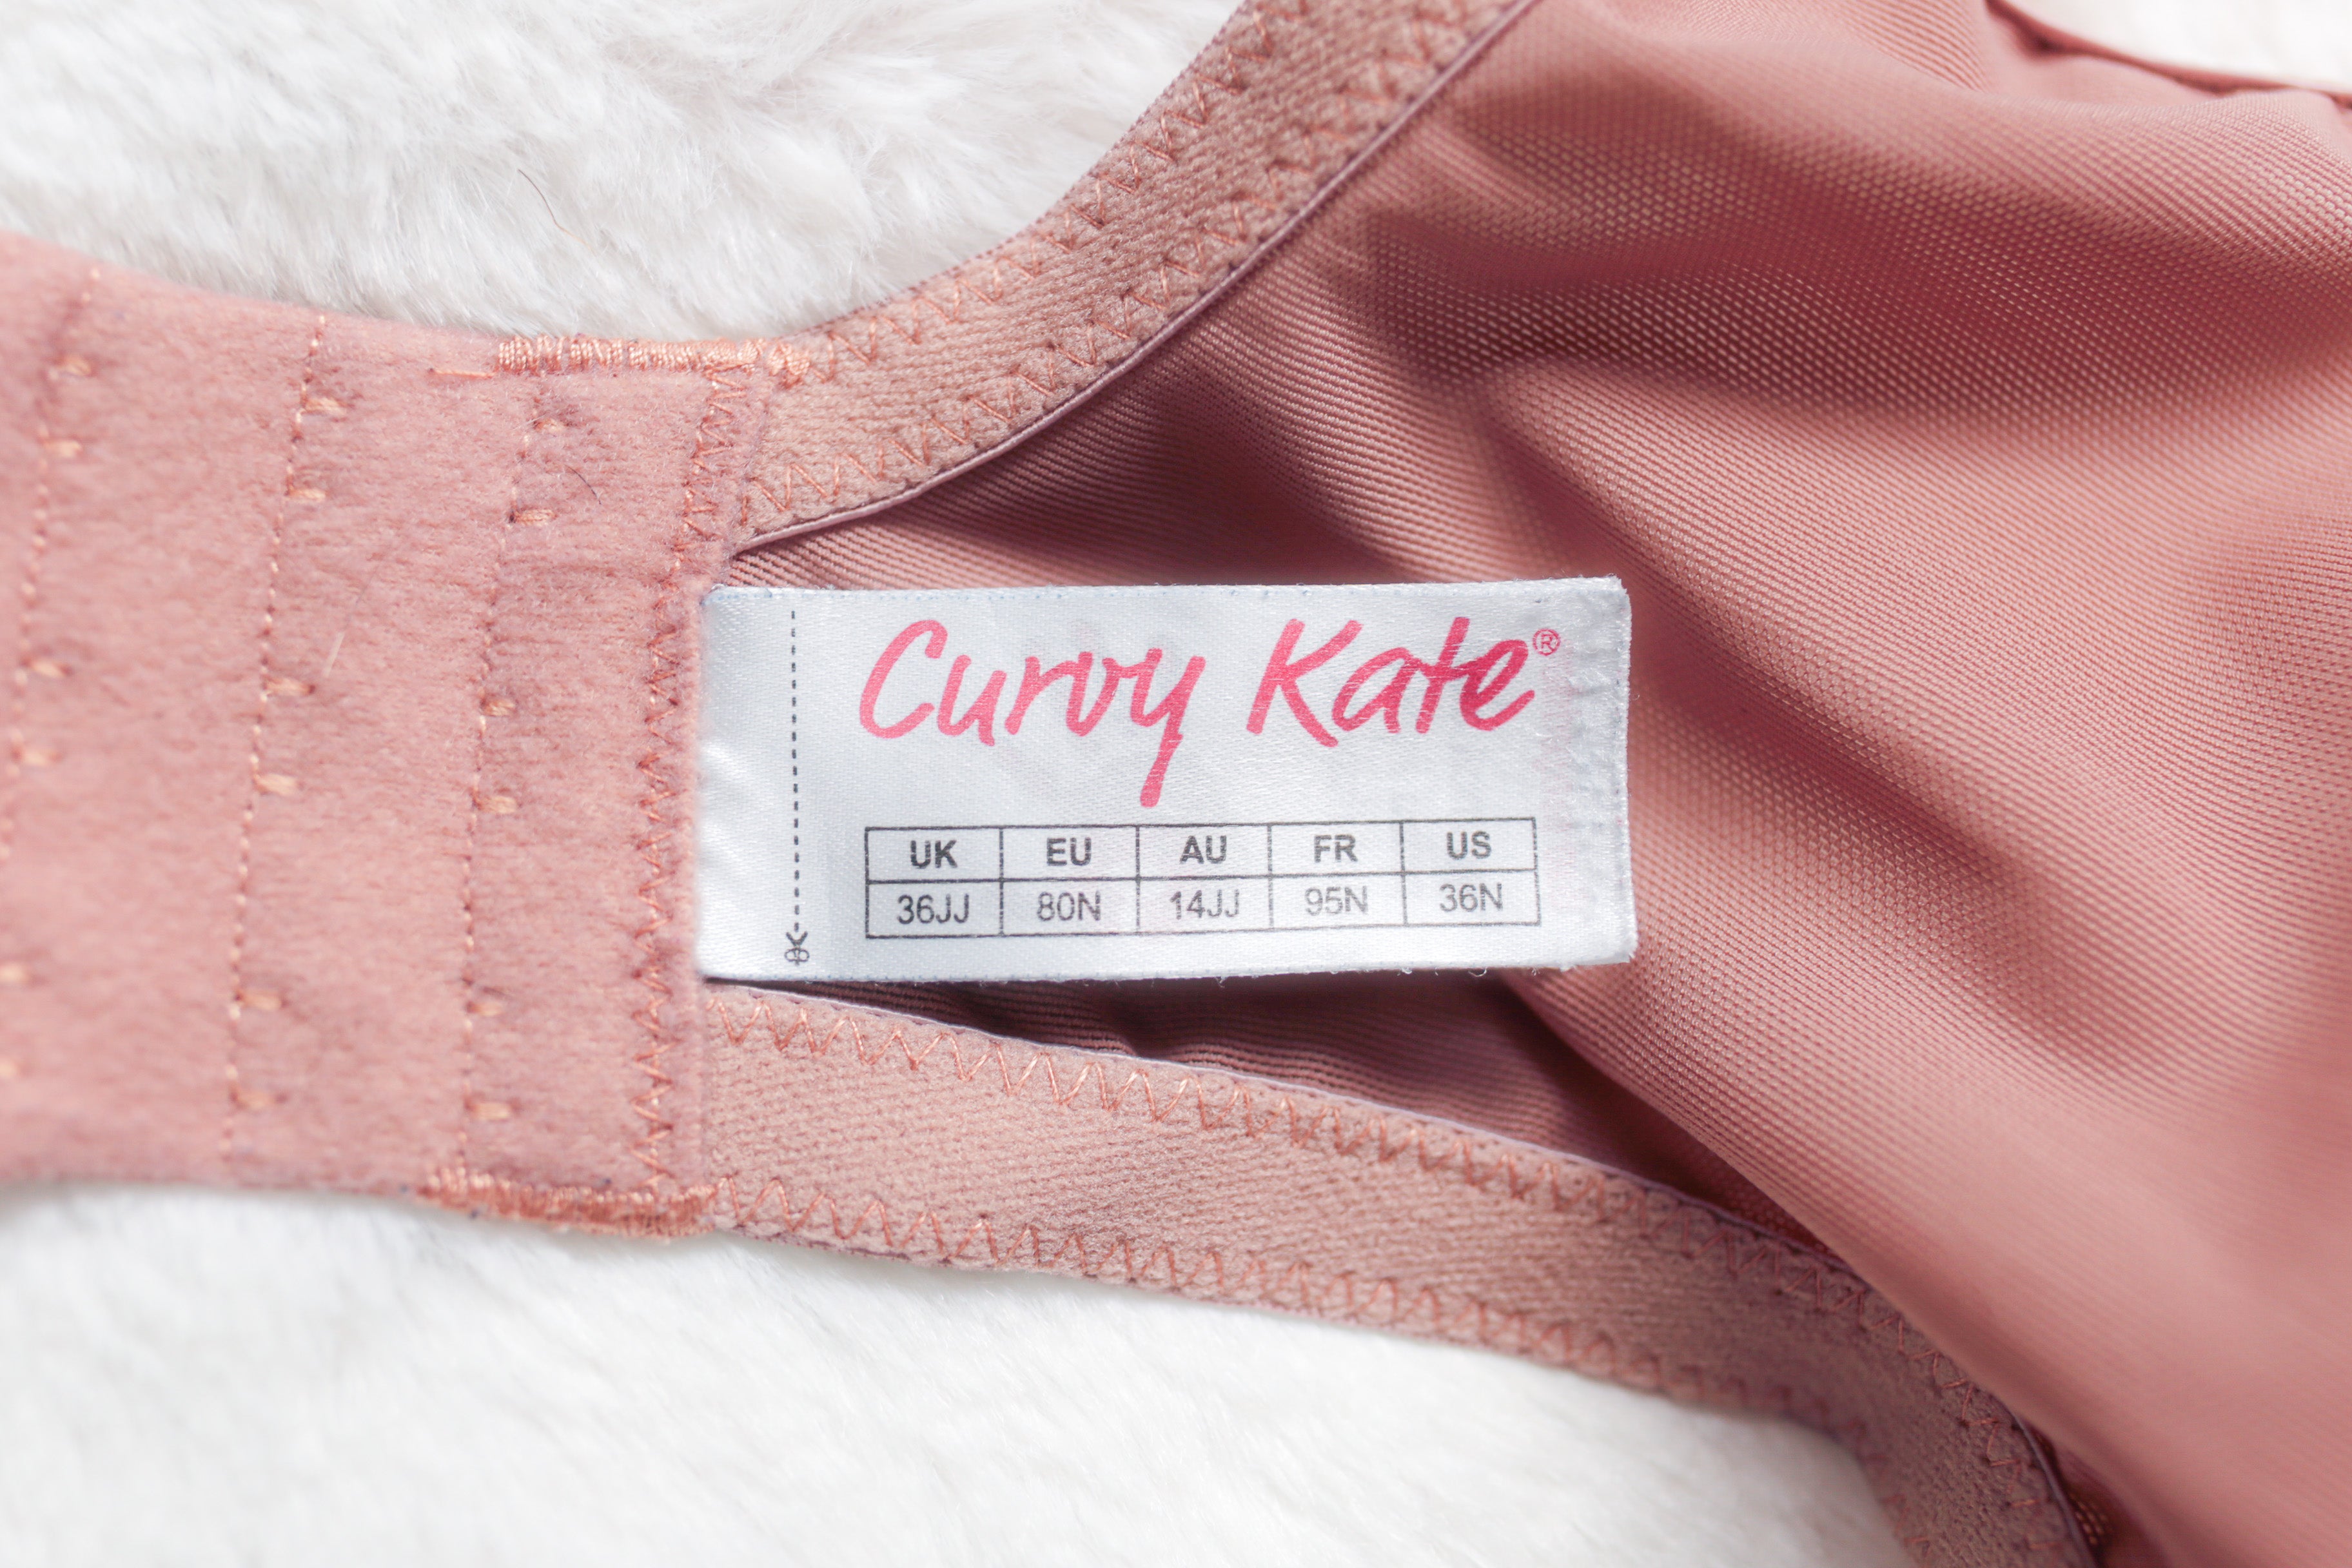 Curvy Kate®
UK EU AU FR US
36JJ 80N 14JJ 95N 36N